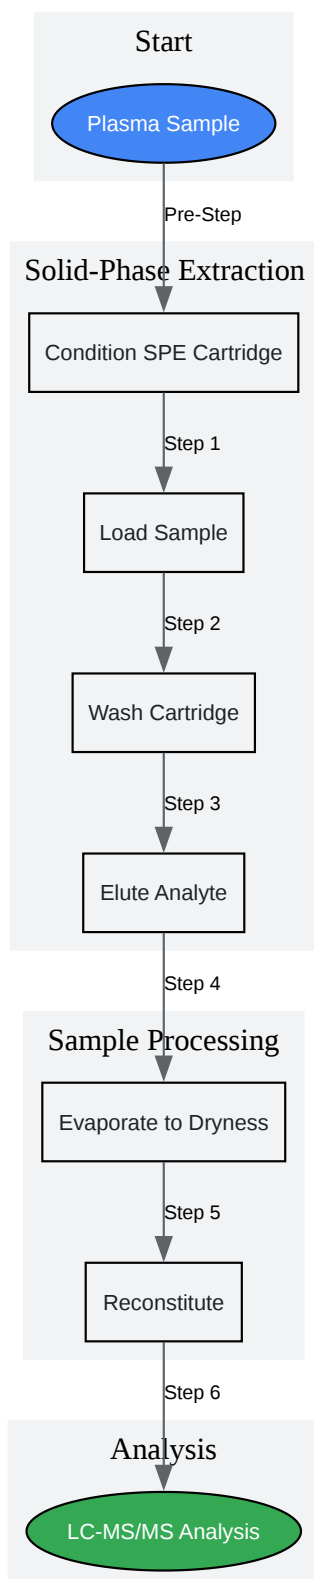 Start
Plasma Sample
Pre-Step
Solid-Phase Extraction
Condition SPE Cartridge
Step 1
Load Sample
Step 2
Wash Cartridge
Step 3
Elute Analyte
Step 4
Sample Processing
Evaporate to Dryness
Step 5
Reconstitute
Step 6
Analysis
LC-MS/MS Analysis